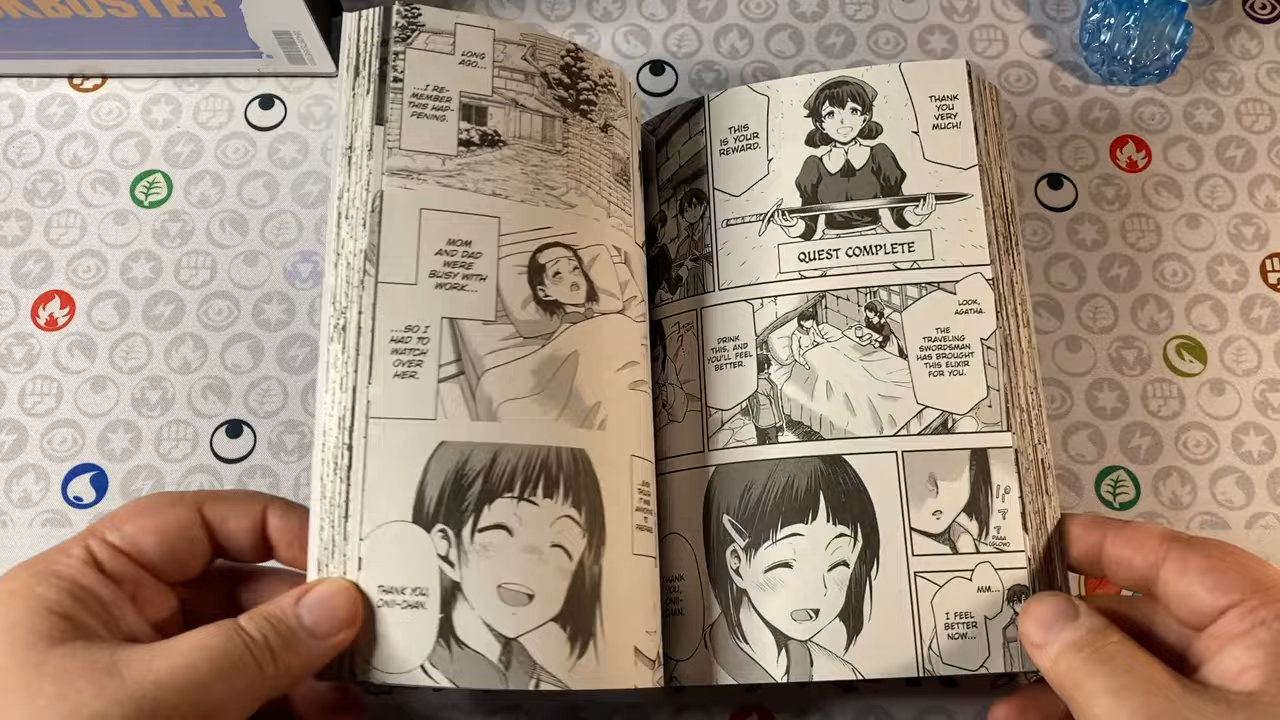 KBUSTER
LONG
AGO...
...I RE-
MEMBER
THIS HAP-
PENING.
MOM
AND DAD
WERE
BUSY WITH
WORK...
...SO I
HAD TO
WATCH
OVER
HER.
THANK YOU,
ONII-CHAN.
THANK
YOU
VERY
MUCH!
THIS
IS YOUR
REWARD.
QUEST COMPLETE
LOOK,
AGATHA.
THE
TRAVELING
SWORDSMAN
HAS BROUGHT
THIS ELIXIR
FOR YOU.
DRINK
THIS, AND
YOU'LL FEEL
BETTER.
PAAA
(GLOW)
MM...
I FEEL
BETTER
NOW...
THANK
YOU,
ONII-
CHAN.